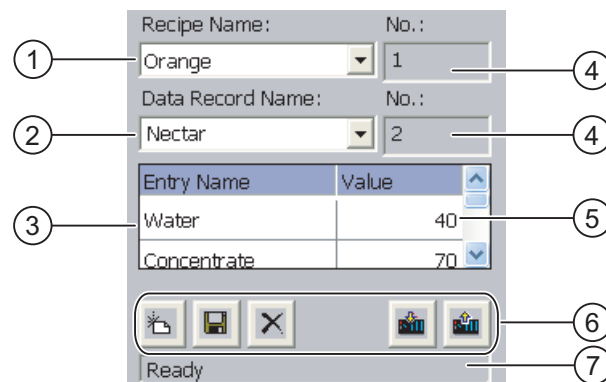 Recipe Name: No.:
1 Orange 1 4
Data Record Name: No.:
2 Nectar 2 4
Entry Name Value
3 Water 40 5
Concentrate 70
6
Ready 7